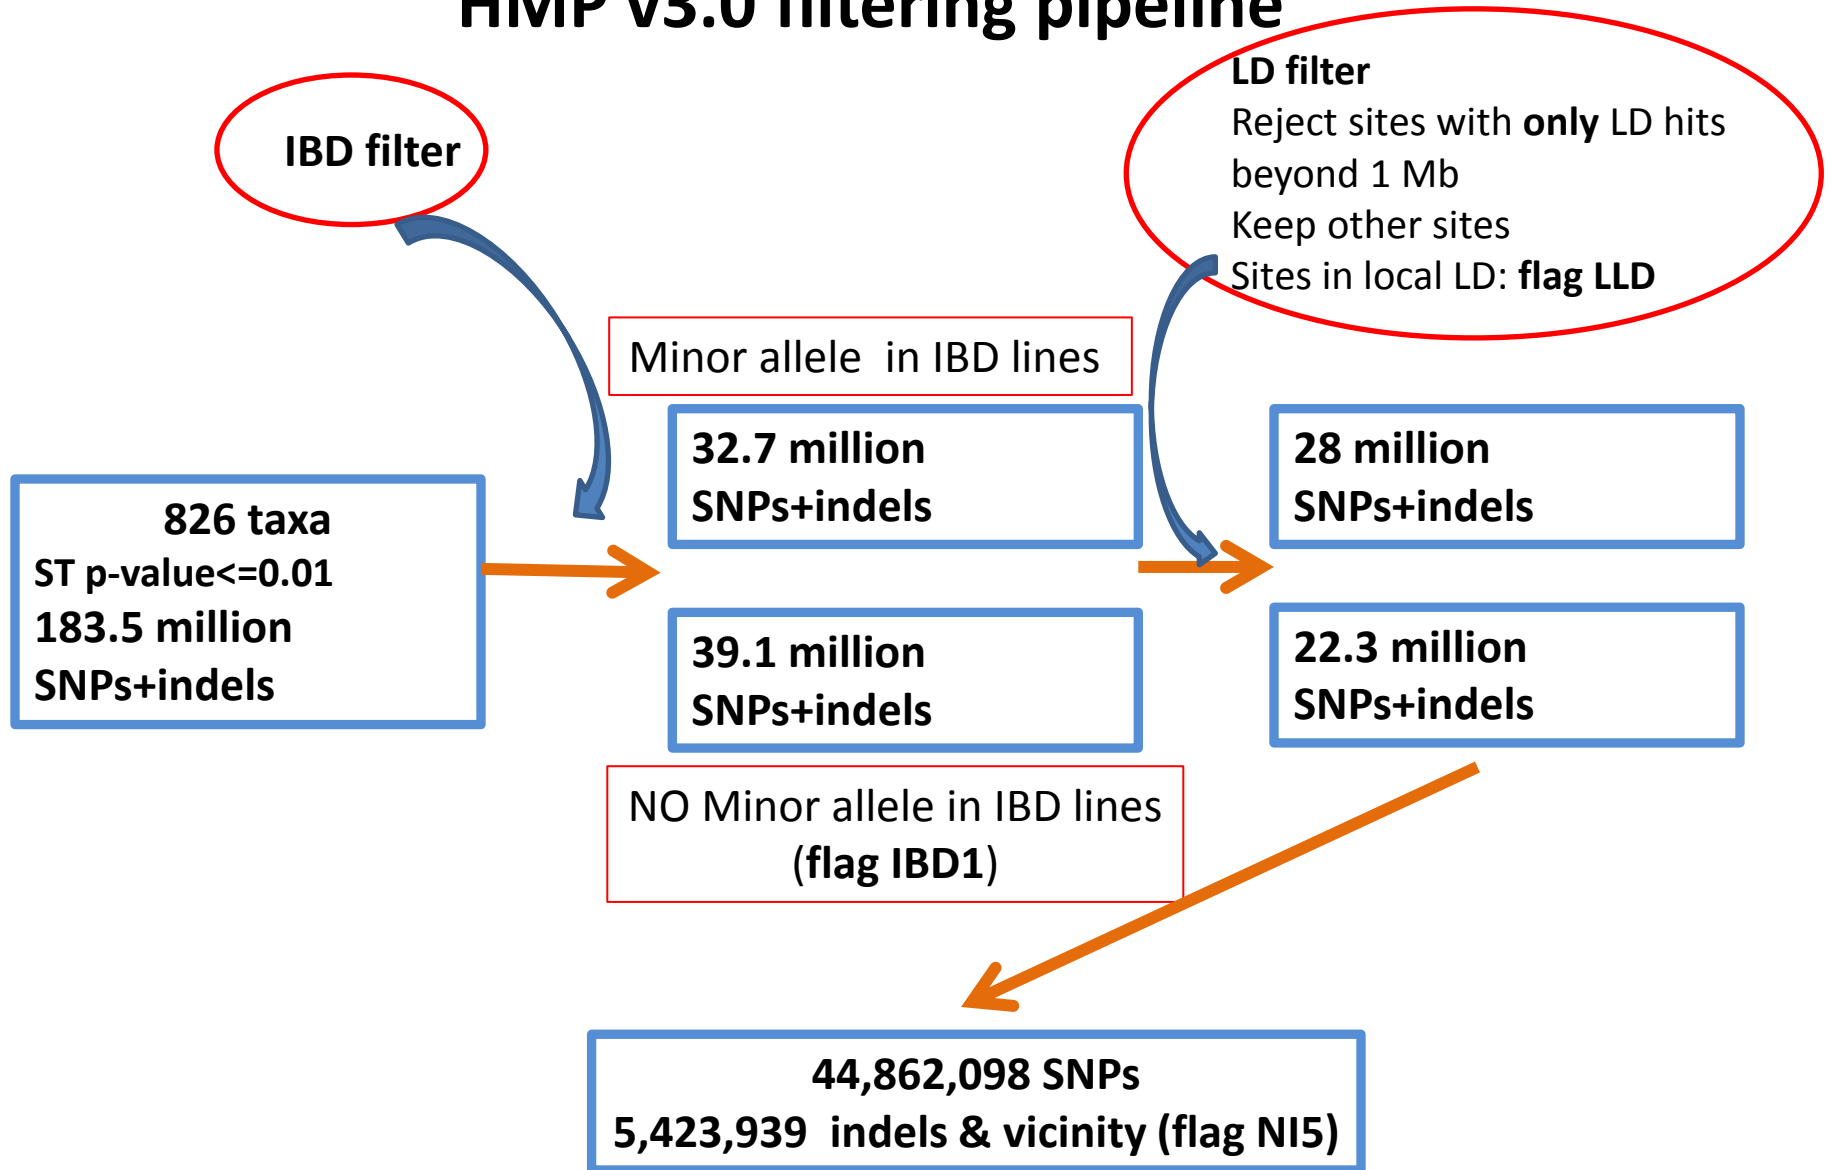 HMP v3.0 filtering pipeline
IBD filter
LD filter
Reject sites with only LD hits
beyond 1 Mb
Keep other sites
Sites in local LD: flag LLD
Minor allele in IBD lines
32.7 million
SNPs+indels
28 million
SNPs+indels
826 taxa
ST p-value<=0.01
183.5 million
SNPs+indels
39.1 million
SNPs+indels
22.3 million
SNPs+indels
NO Minor allele in IBD lines
(flag IBD1)
44,862,098 SNPs
5,423,939 indels & vicinity (flag NI5)